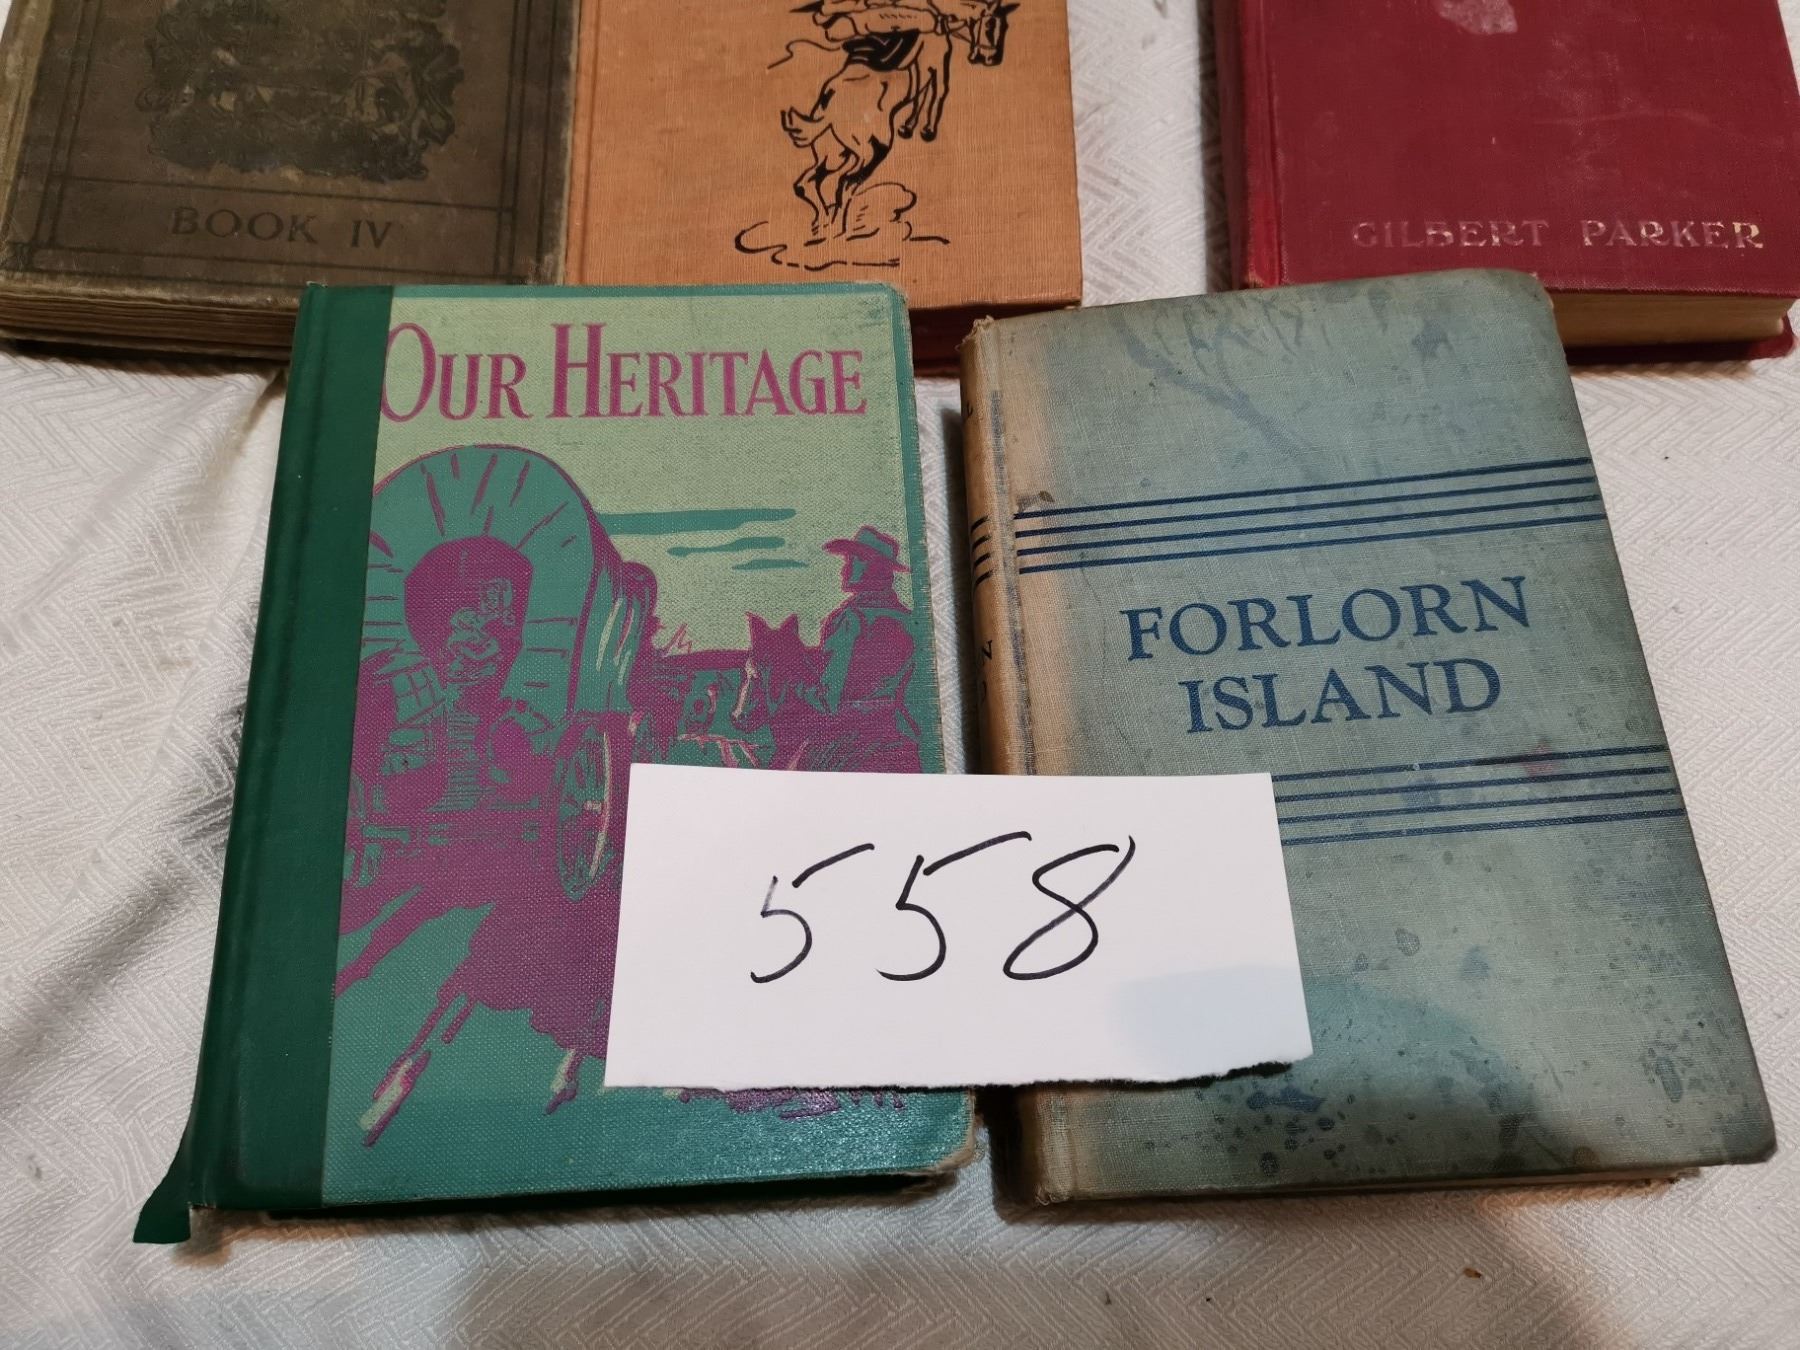 BOOK IV
GILBERT PARKER
OUR HERITAGE
FORLORN
ISLAND
558